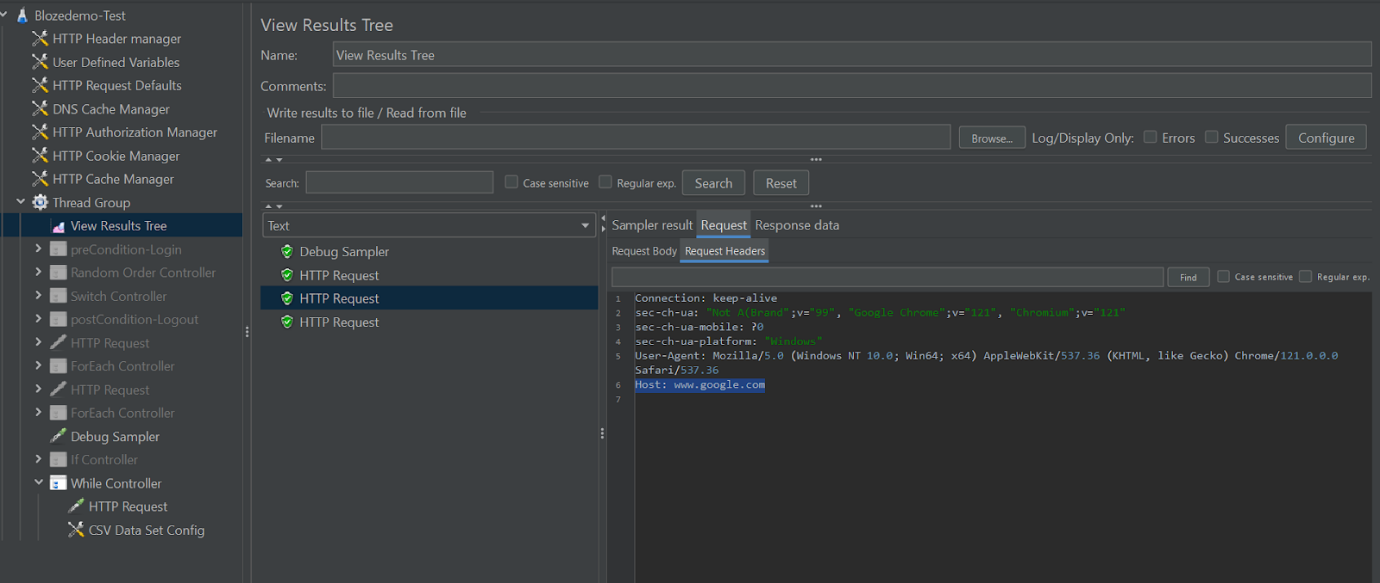 Blozedemo-Test
HTTP Header manager
User Defined Variables
HTTP Request Defaults
DNS Cache Manager
HTTP Authorization Manager
HTTP Cookie Manager
HTTP Cache Manager
Thread Group
View Results Tree
preCondition-Login
Random Order Controller
Switch Controller
postCondition-Logout
HTTP Request
ForEach Controller
HTTP Request
ForEach Controller
Debug Sampler
If Controller
While Controller
HTTP Request
CSV Data Set Config
View Results Tree
Name: View Results Tree
Comments:
Write results to file / Read from file
Filename Browse... Log/Display Only: Errors Successes Configure
Search: Case sensitive Regular exp. Search Reset
Text
Debug Sampler
HTTP Request
HTTP Request
HTTP Request
Sampler result Request Response data
Request Body Request Headers
Find Case sensitive Regular exp.
1 Connection: keep-alive
2 sec-ch-ua: "Not A(Brand";v="99", "Google Chrome";v="121", "Chromium";v="121"
3 sec-ch-ua-mobile: ?0
4 sec-ch-ua-platform: "Windows"
5 User-Agent: Mozilla/5.0 (Windows NT 10.0; Win64; x64) AppleWebKit/537.36 (KHTML, like Gecko) Chrome/121.0.0.0
Safari/537.36
6 Host: www.google.com
7